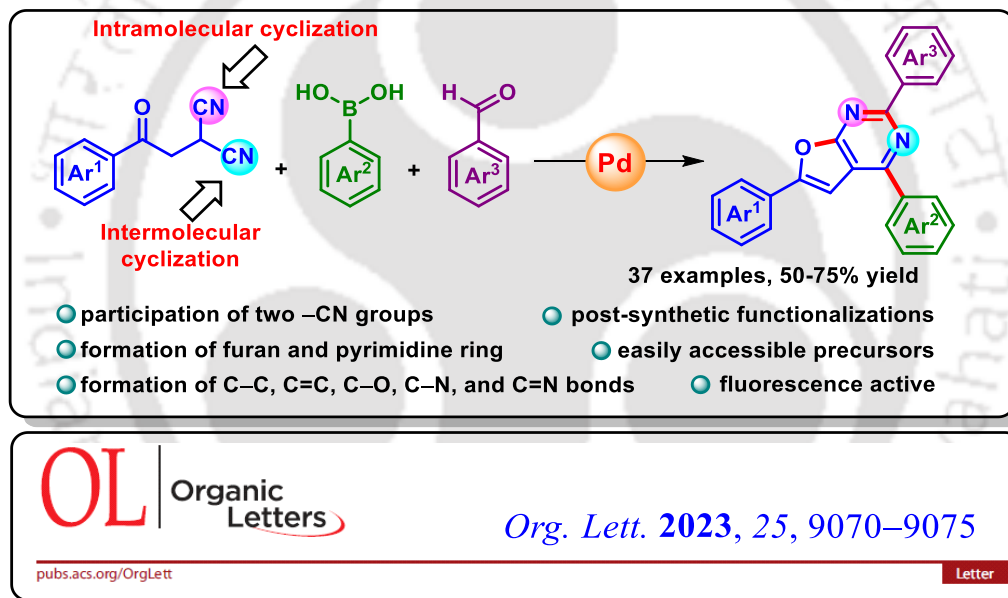 Intramolecular cyclization
O
CN
CN
Ar1
Intermolecular
cyclization
+
HO OH
B
Ar2
+
H O
Ar3
Pd
Ar3
N
N
O
Ar1
Ar2
37 examples, 50-75% yield
participation of two –CN groups
formation of furan and pyrimidine ring
formation of C–C, C=C, C–O, C–N, and C=N bonds
post-synthetic functionalizations
easily accessible precursors
fluorescence active
OL Organic
Letters
Org. Lett. 2023, 25, 9070–9075
pubs.acs.org/OrgLett
Letter